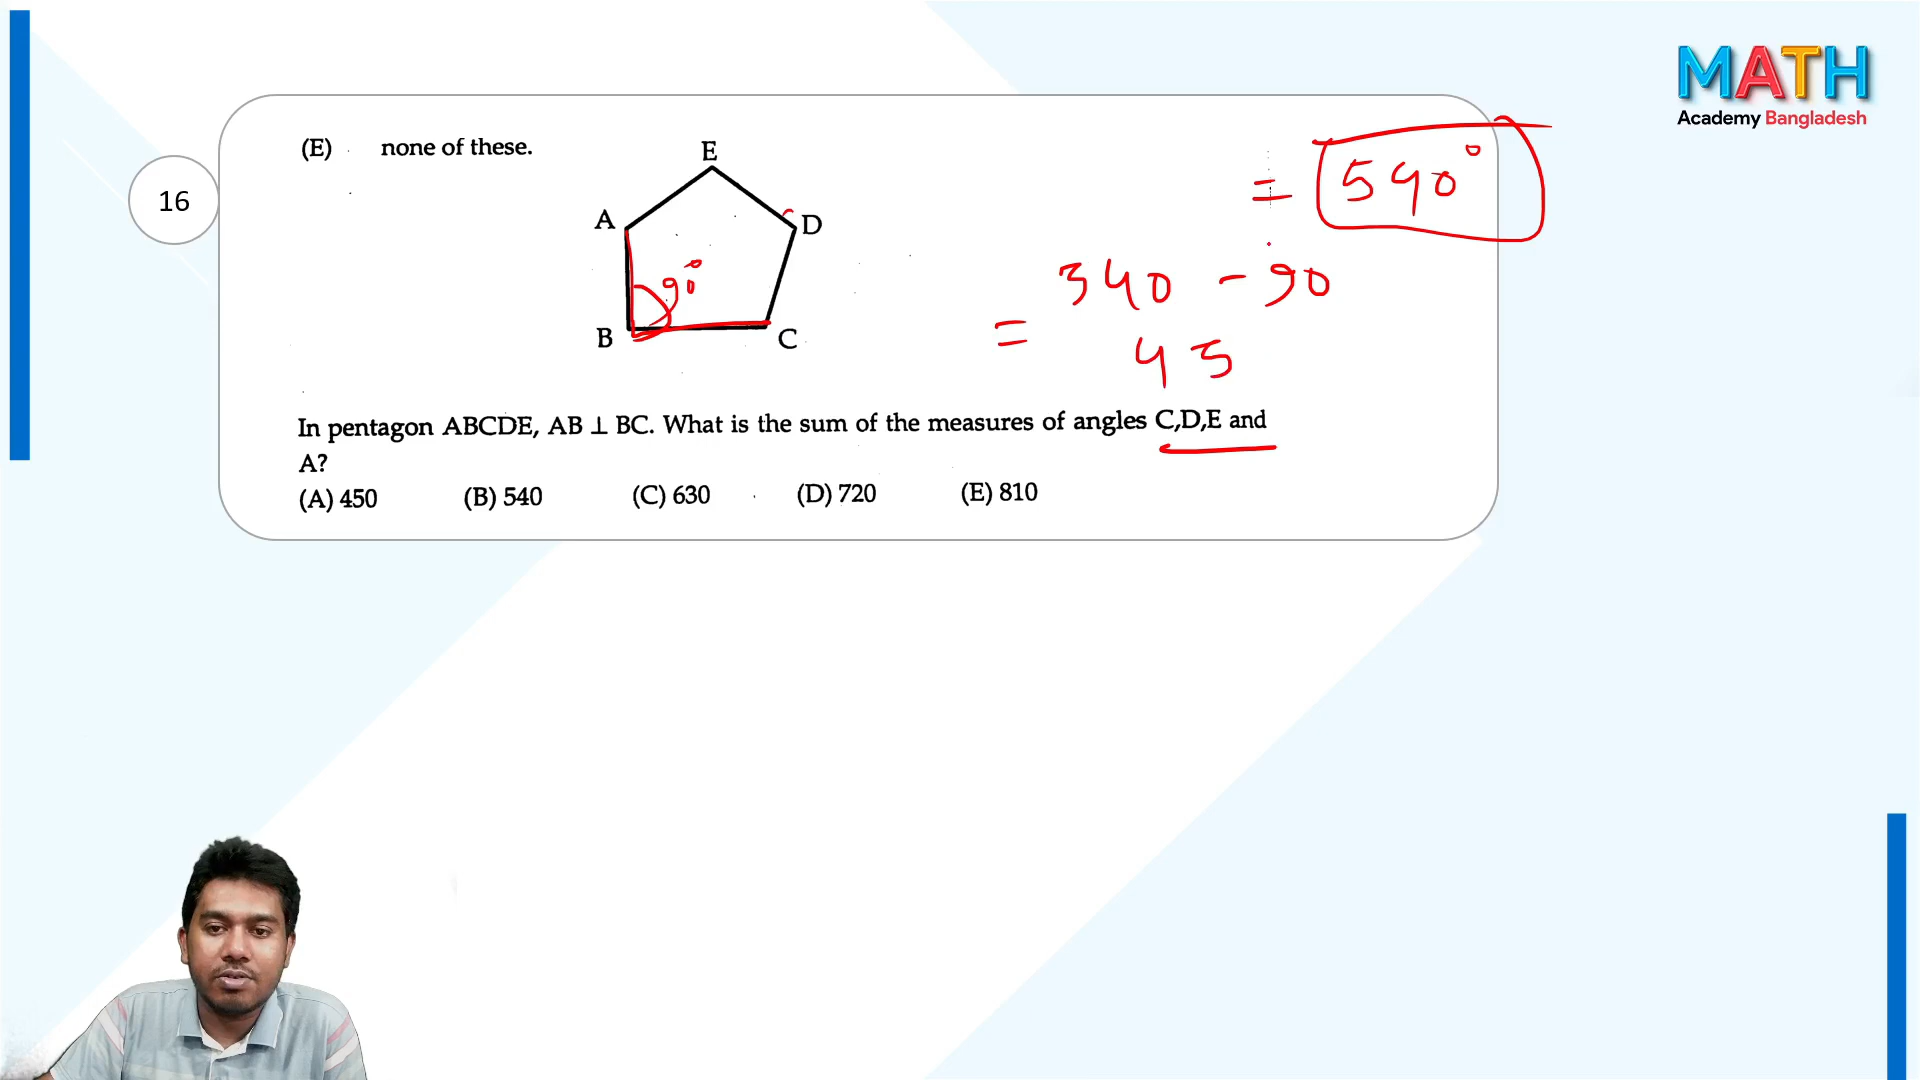 MATH
Academy Bangladesh
(E) none of these.
16
E
A
D
B
C
90°
= 540°
540 - 90
= 45
In pentagon ABCDE, AB ⊥ BC. What is the sum of the measures of angles C,D,E and
A?
(A) 450 (B) 540 (C) 630 (D) 720 (E) 810